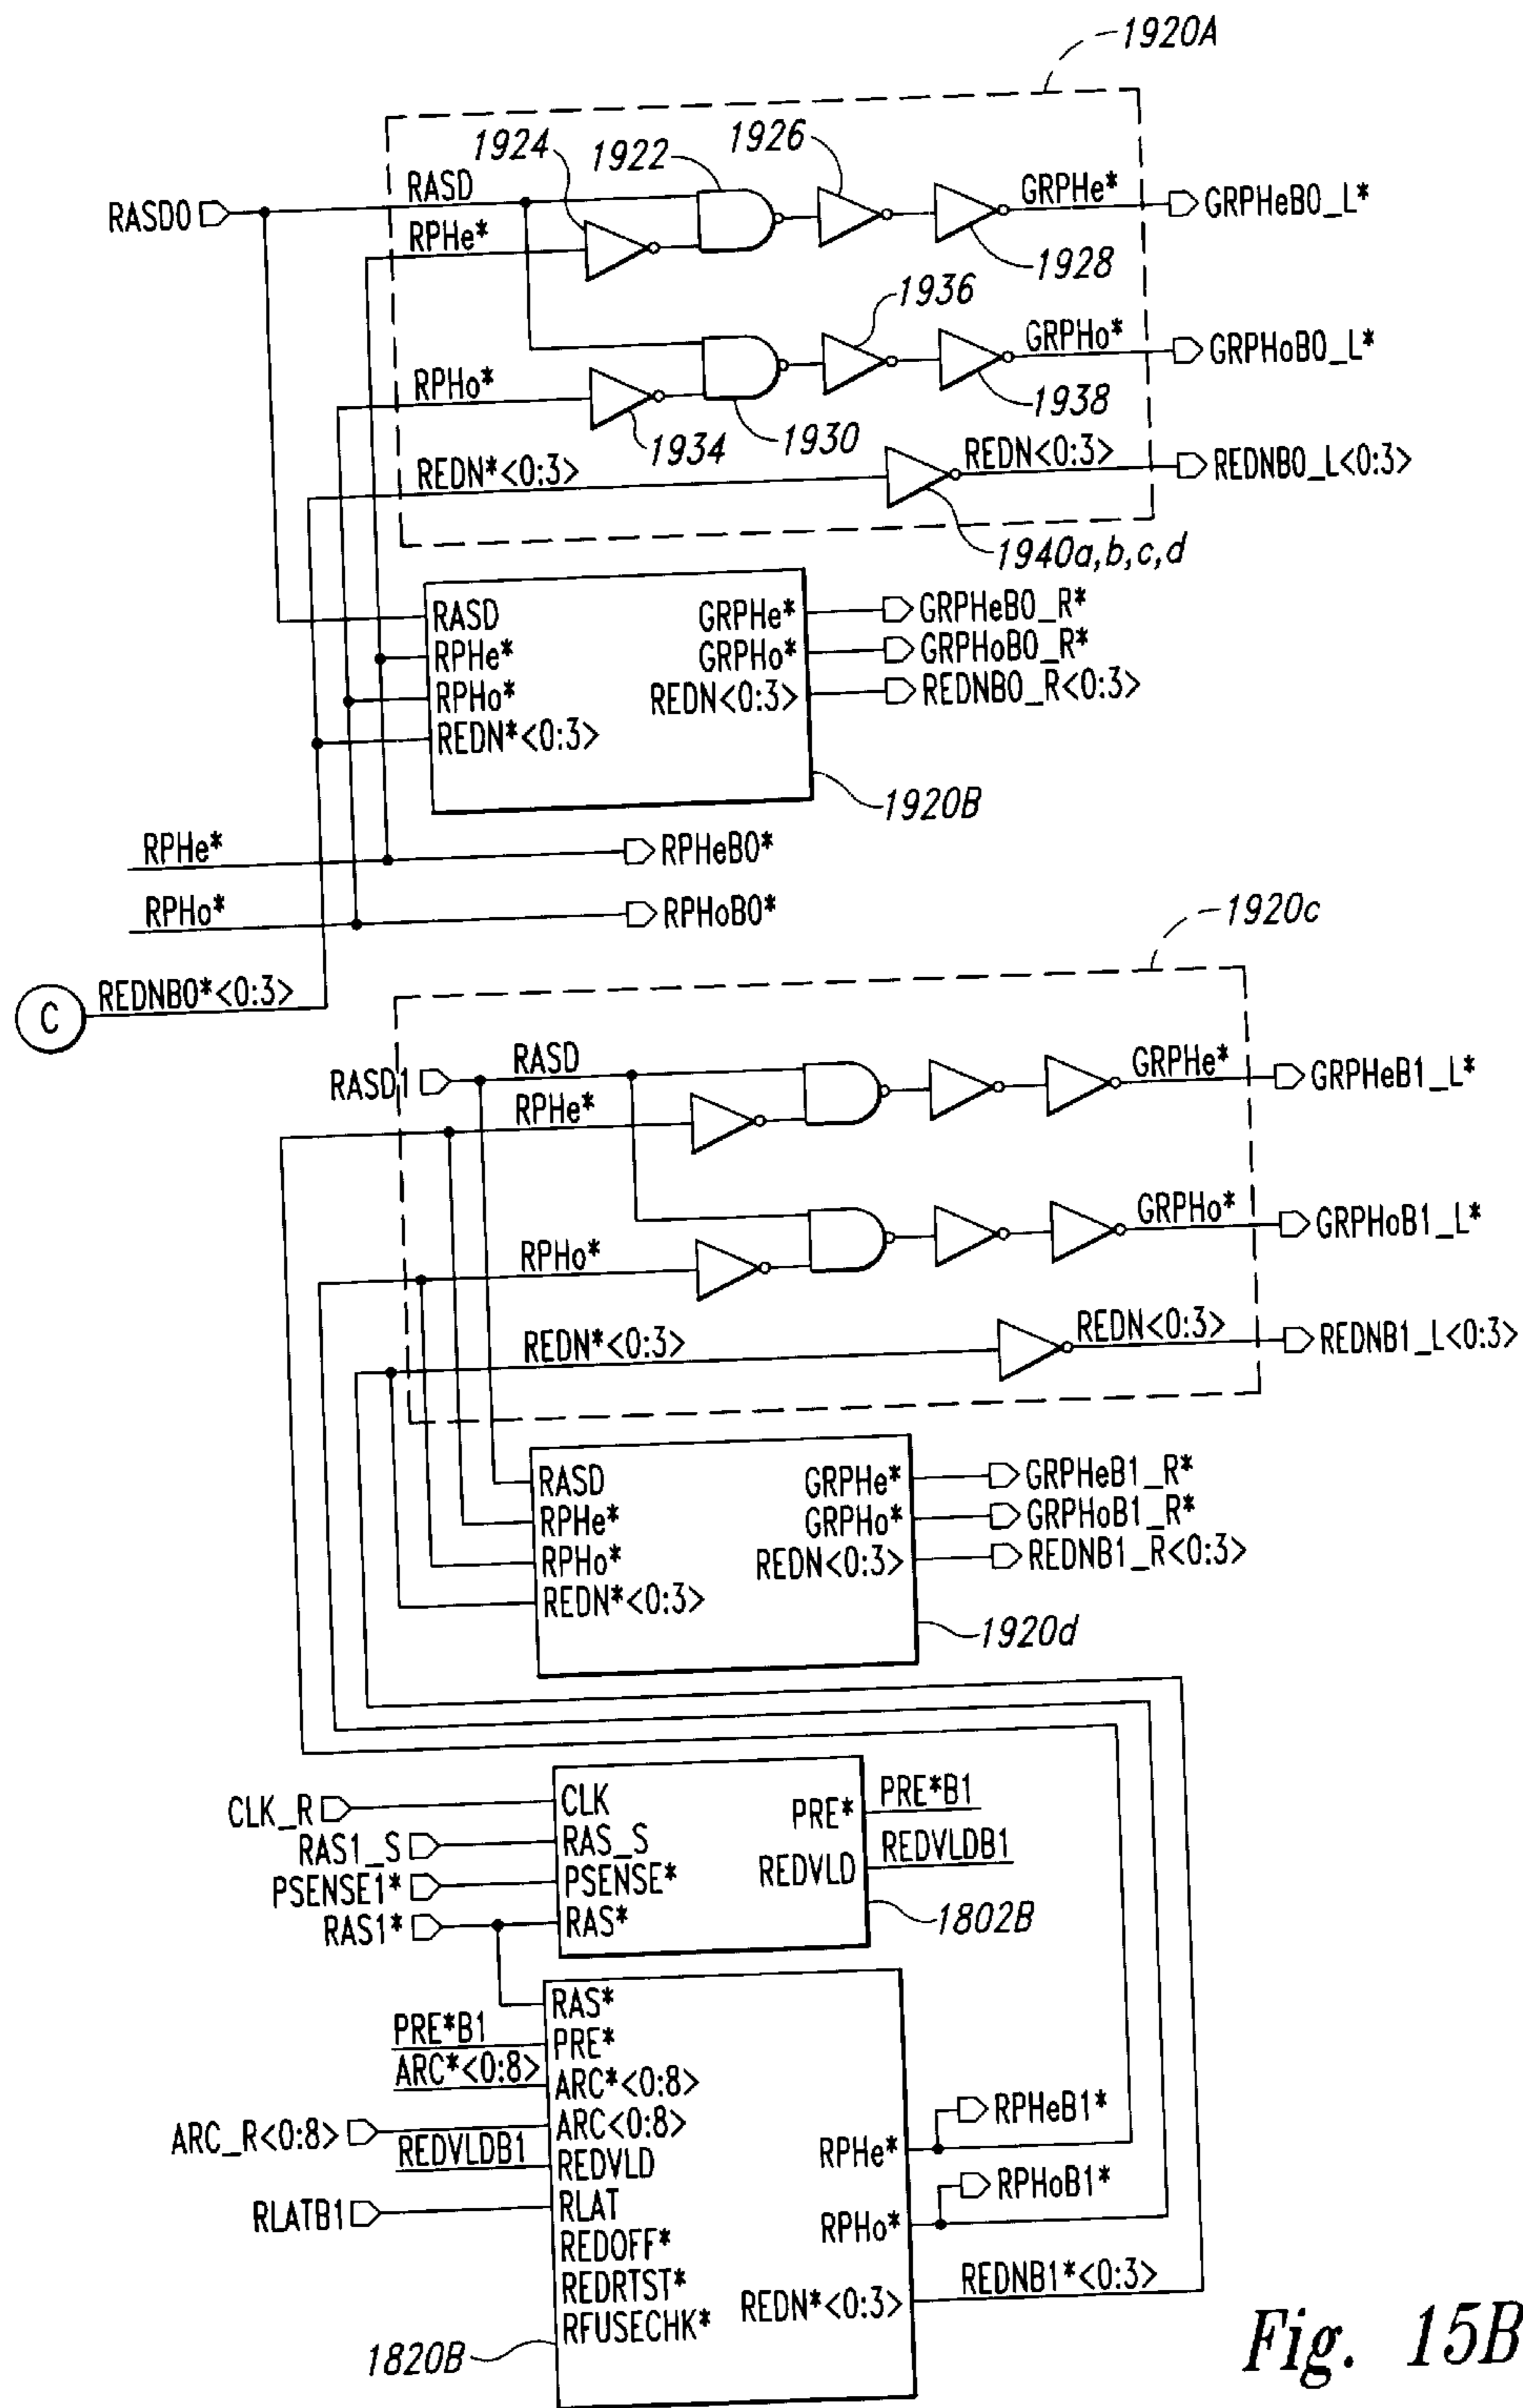 1920A
1924
1922
1926
RASD0
RASD
GRPHe*
GRPHeB0_L*
RPHe*
1928
1936
GRPHo*
GRPHoB0_L*
RPHo*
1934
1930
1938
REDN*<0:3>
REDN<0:3>
REDNB0_L<0:3>
1940a,b,c,d
RASD
RPHe*
RPHo*
REDN*<0:3>
GRPHe*
GRPHo*
REDN<0:3>
GRPHeB0_R*
GRPHoB0_R*
REDNB0_R<0:3>
1920B
RPHe*
RPHeB0*
RPHo*
RPHoB0*
1920c
C
REDNB0*<0:3>
RASD1
RASD
GRPHe*
GRPHeB1_L*
RPHe*
GRPHo*
GRPHoB1_L*
RPHo*
REDN*<0:3>
REDN<0:3>
REDNB1_L<0:3>
RASD
RPHe*
RPHo*
REDN*<0:3>
GRPHe*
GRPHo*
REDN<0:3>
GRPHeB1_R*
GRPHoB1_R*
REDNB1_R<0:3>
1920d
CLK_R
RAS1_S
PSENSE1*
RAS1*
CLK
RAS_S
PSENSE*
RAS*
PRE*
REDVLD
PRE*B1
REDVLDB1
1802B
PRE*B1
ARC*<0:8>
ARC_R<0:8>
REDVLDB1
RLATB1
RAS*
PRE*
ARC*<0:8>
ARC<0:8>
REDVLD
RLAT
REDOFF*
REDRTST*
RFUSECHK*
RPHe*
RPHo*
REDN*<0:3>
RPHeB1*
RPHoB1*
REDNB1*<0:3>
1820B
Fig. 15B